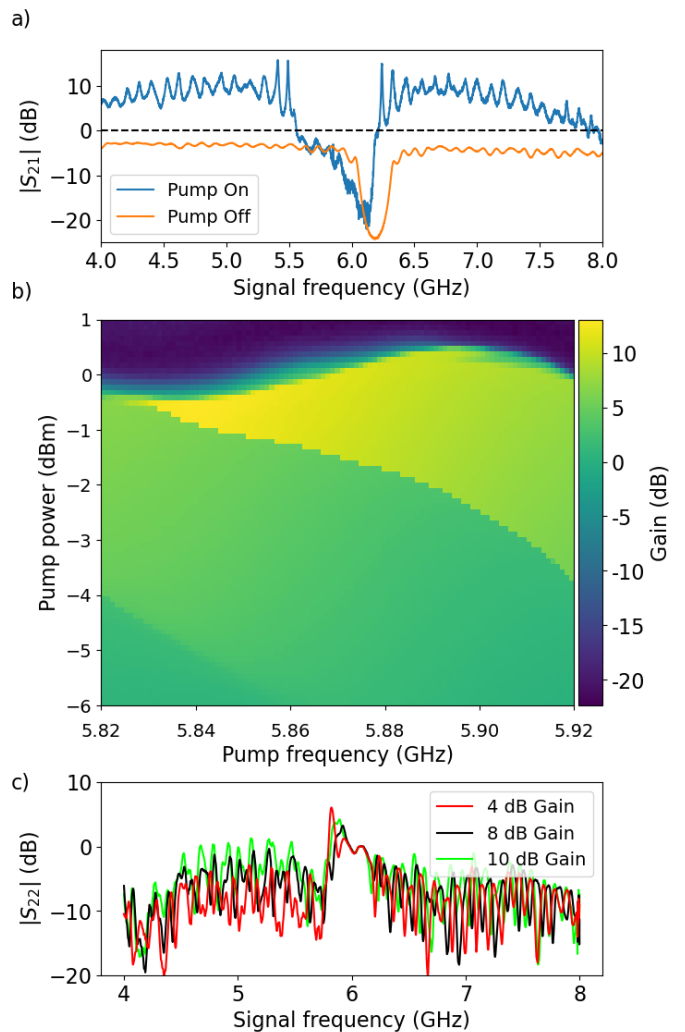 a)
|S21| (dB)
10
0
−10
−20
Pump On
Pump Off
4.0 4.5 5.0 5.5 6.0 6.5 7.0 7.5 8.0
Signal frequency (GHz)
b)
Pump power (dBm)
1
0
−1
−2
−3
−4
−5
−6
5.82 5.84 5.86 5.88 5.90 5.92
Pump frequency (GHz)
10
5
0
-5
-10
-15
-20
Gain (dB)
c)
|S22| (dB)
10
0
−10
−20
4 dB Gain
8 dB Gain
10 dB Gain
4 5 6 7 8
Signal frequency (GHz)